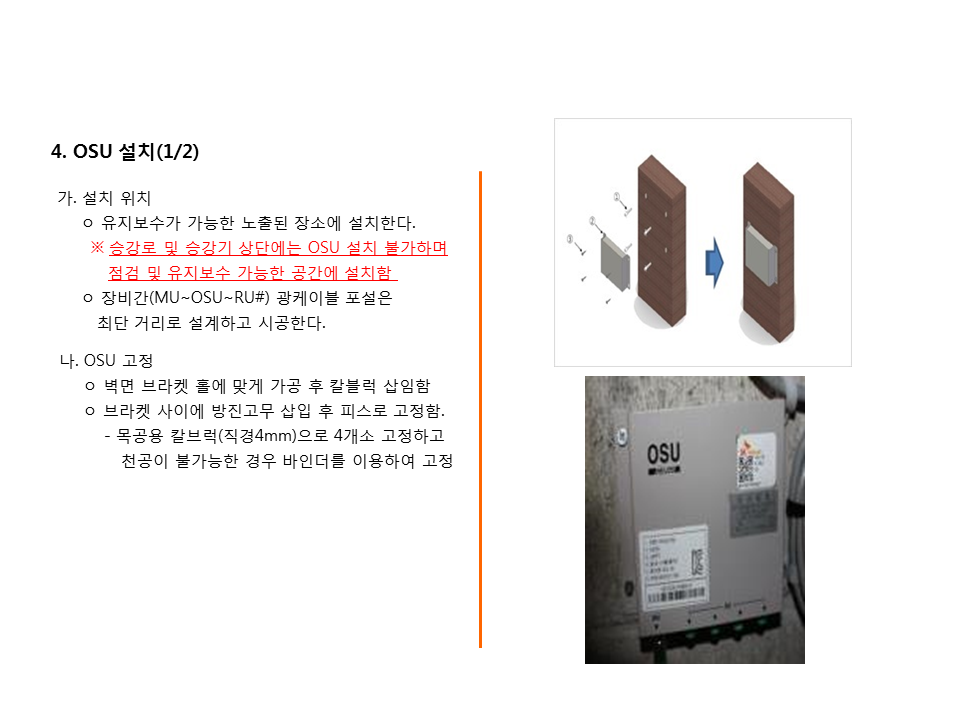 4. OSU 설치(1/2)
가. 설치 위치
ㅇ 유지보수가 가능한 노출된 장소에 설치한다.
※ 승강로 및 승강기 상단에는 OSU 설치 불가하며
점검 및 유지보수 가능한 공간에 설치함
ㅇ 장비간(MU~OSU~RU#) 광케이블 포설은
최단 거리로 설계하고 시공한다.
나. OSU 고정
ㅇ 벽면 브라켓 홀에 맞게 가공 후 칼블럭 삽임함
ㅇ 브라켓 사이에 방진고무 삽입 후 피스로 고정함.
- 목공용 칼브럭(직경4mm)으로 4개소 고정하고
천공이 불가능한 경우 바인더를 이용하여 고정
①
②
③
OSU